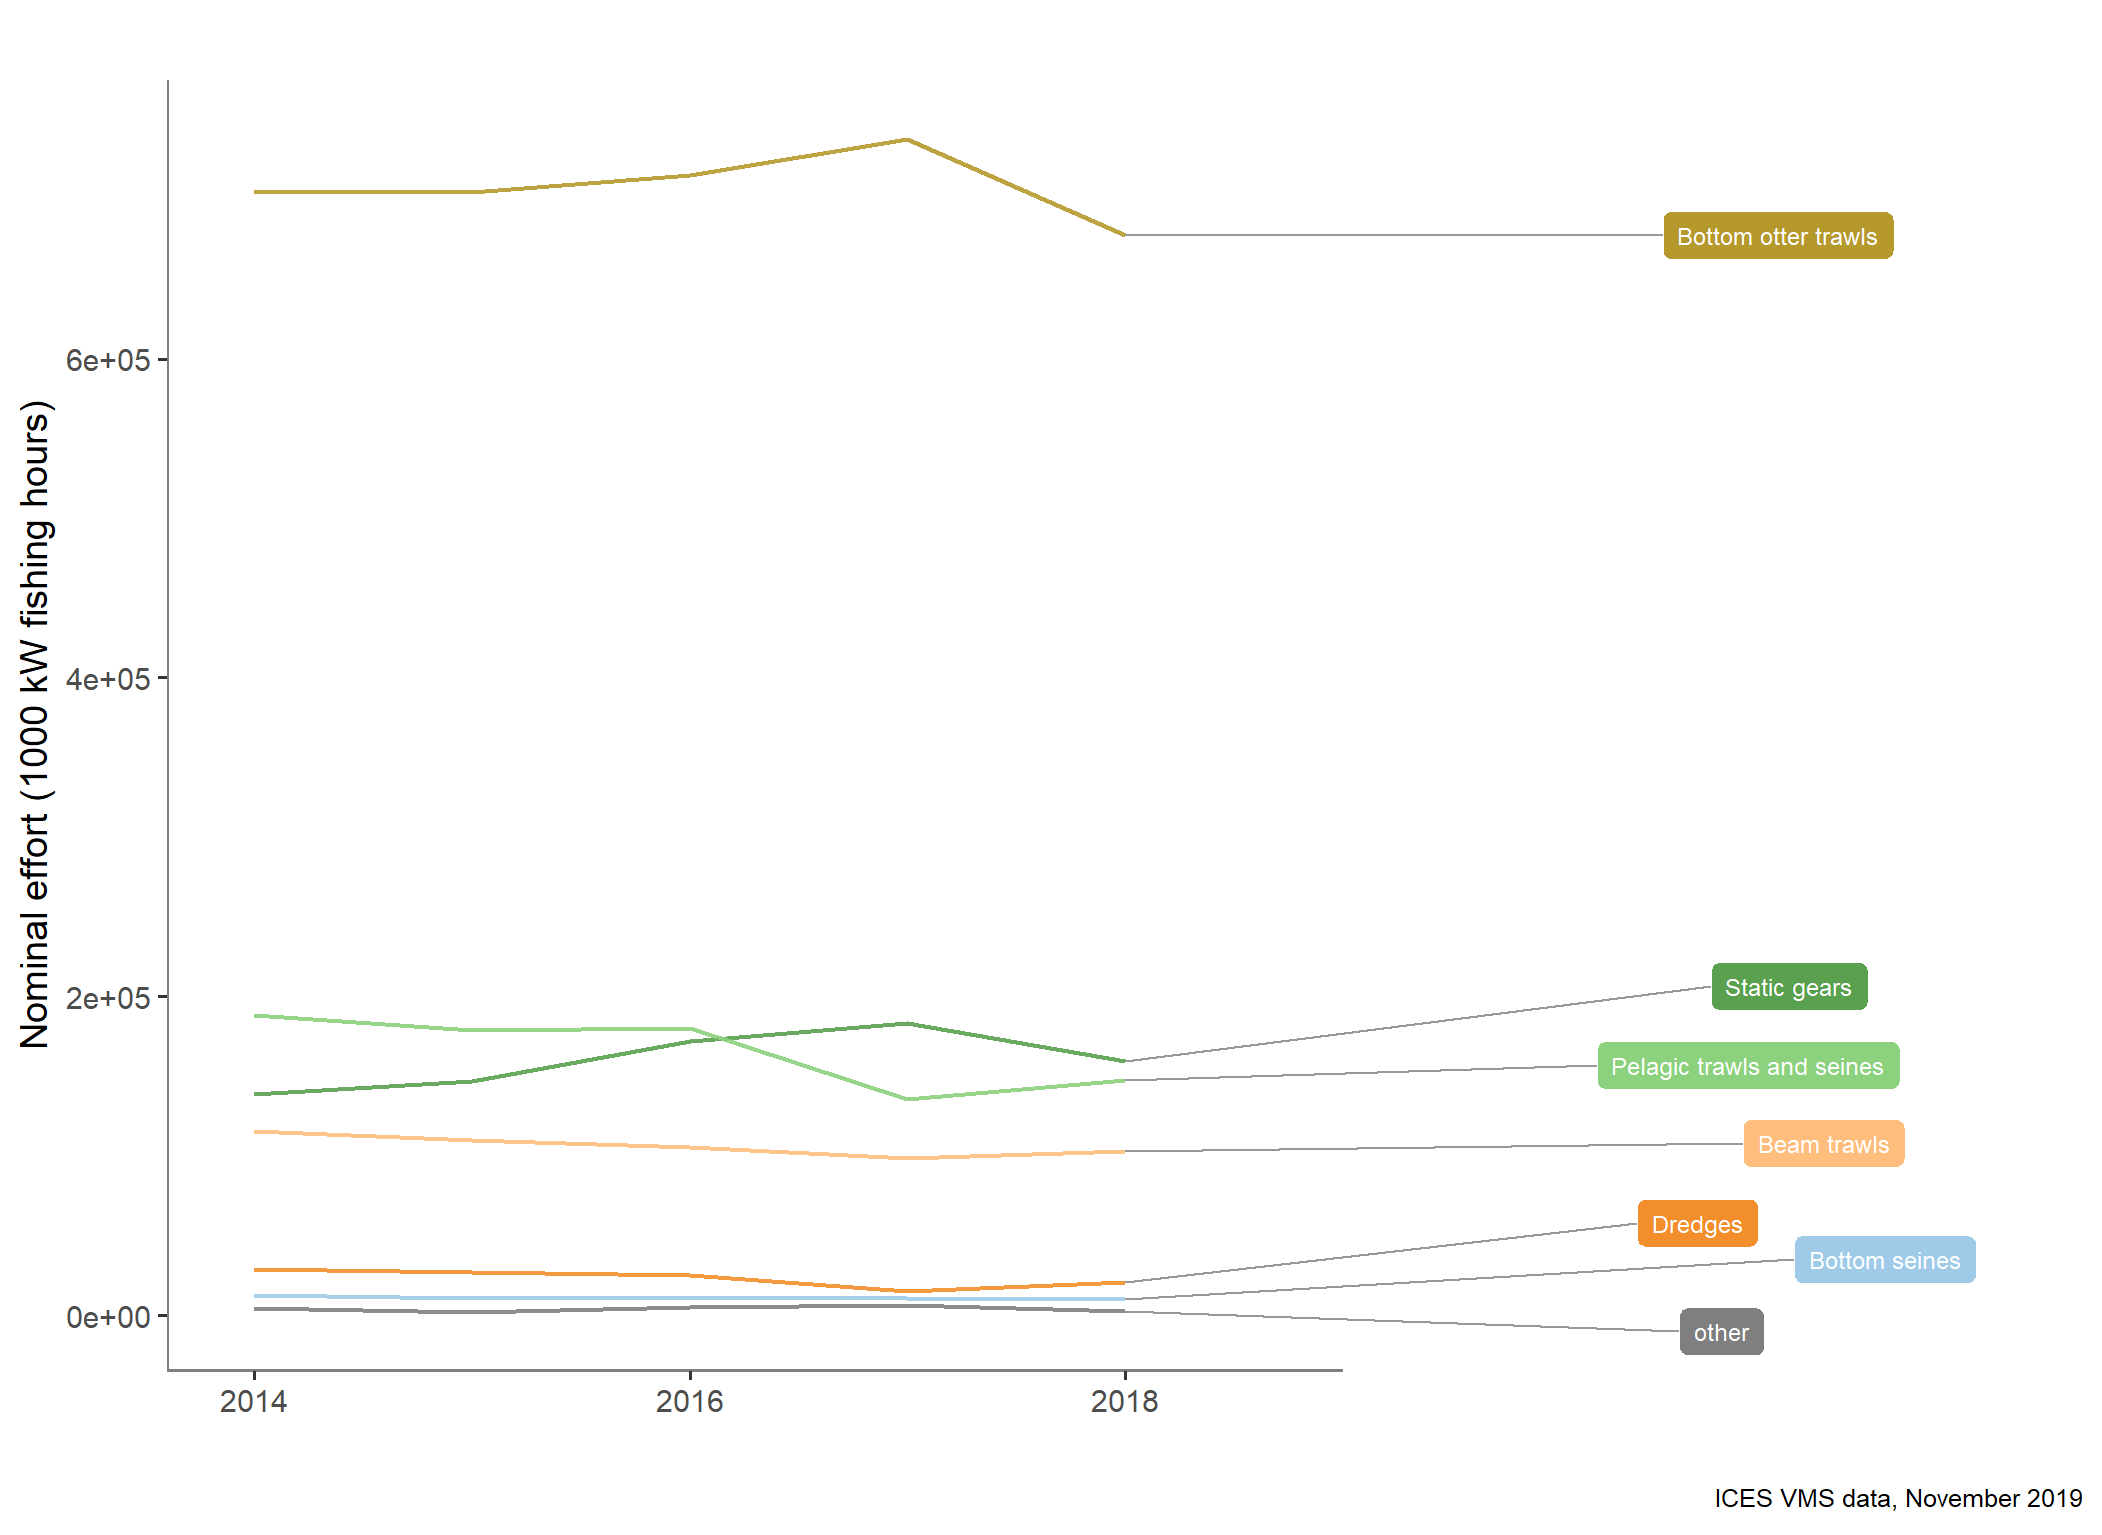 Nominal effort (1000 kW fishing hours)
6e+05
4e+05
2e+05
0e+00
2014
2016
2018
Bottom otter trawls
Static gears
Pelagic trawls and seines
Beam trawls
Dredges
Bottom seines
other
ICES VMS data, November 2019